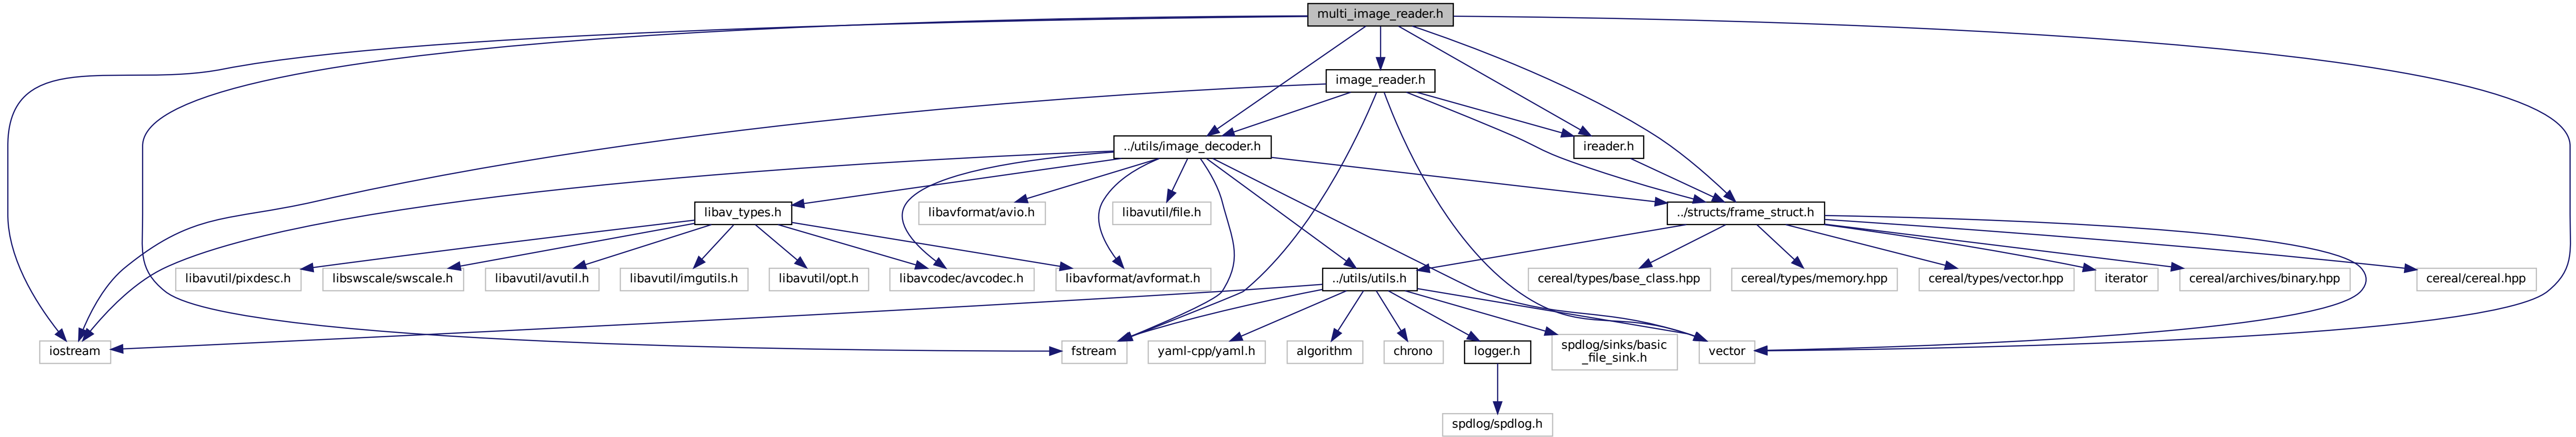 multi_image_reader.h
image_reader.h
../utils/image_decoder.h
ireader.h
libav_types.h
libavformat/avio.h
libavutil/file.h
../structs/frame_struct.h
libavutil/pixdesc.h
libswscale/swscale.h
libavutil/avutil.h
libavutil/imgutils.h
libavutil/opt.h
libavcodec/avcodec.h
libavformat/avformat.h
../utils/utils.h
cereal/types/base_class.hpp
cereal/types/memory.hpp
cereal/types/vector.hpp
iterator
cereal/archives/binary.hpp
cereal/cereal.hpp
iostream
fstream
yaml-cpp/yaml.h
algorithm
chrono
logger.h
spdlog/sinks/basic
_file_sink.h
vector
spdlog/spdlog.h